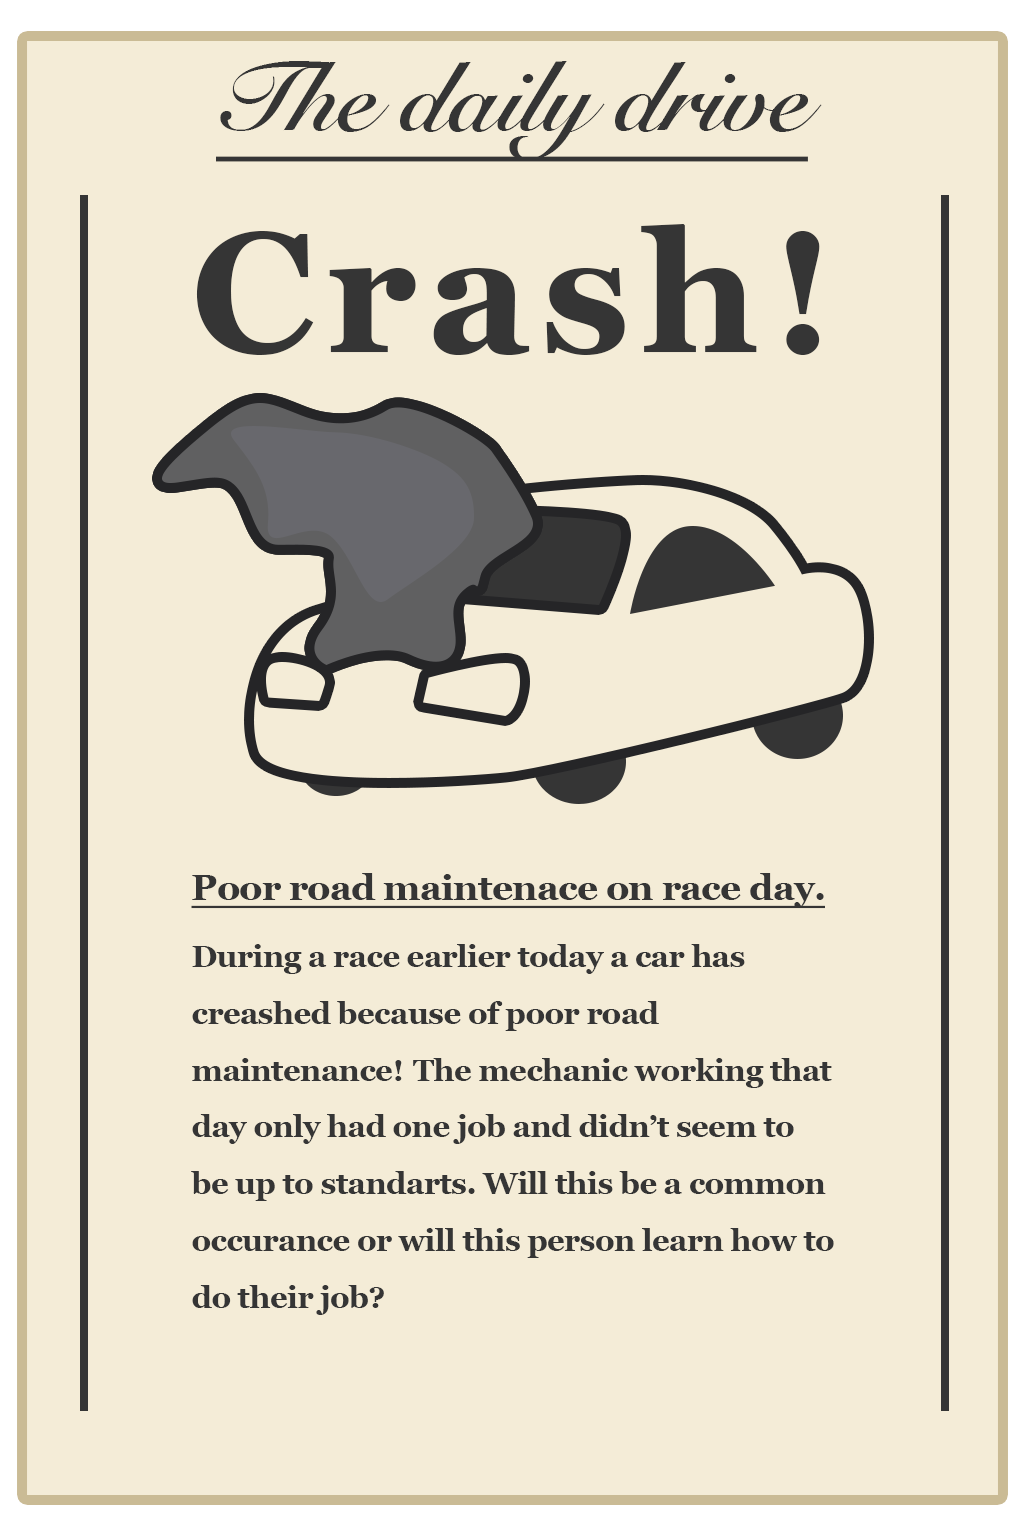 The daily drive
Crash!
Poor road maintenace on race day.
During a race earlier today a car has
creashed because of poor road
maintenance! The mechanic working that
day only had one job and didn’t seem to
be up to standarts. Will this be a common
occurance or will this person learn how to
do their job?